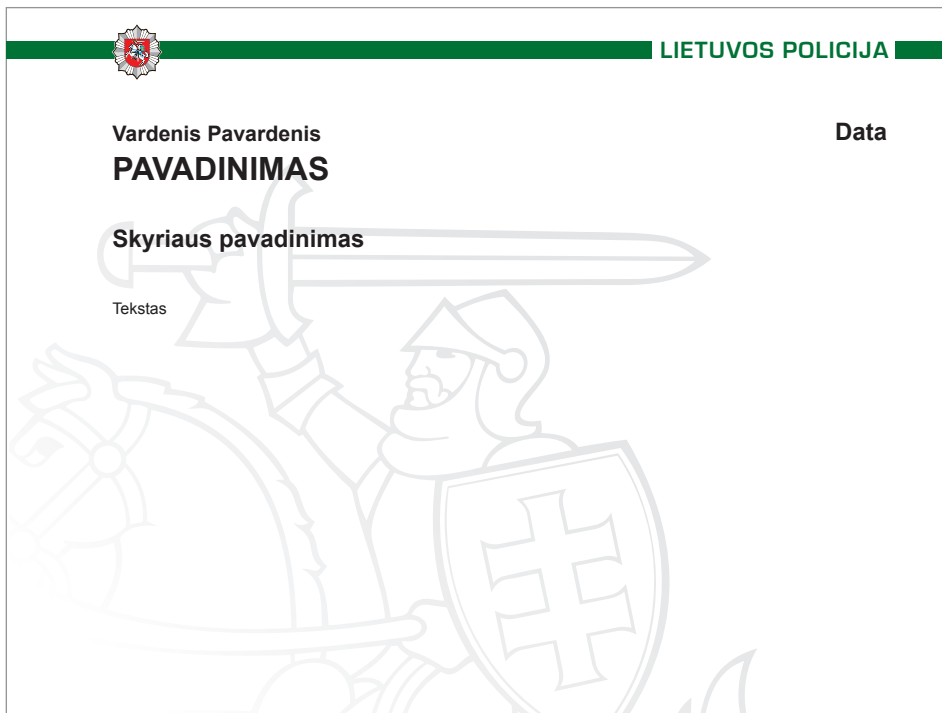 LIETUVOS POLICIJA
Vardenis Pavardenis
Data
PAVADINIMAS
Skyriaus pavadinimas
Tekstas